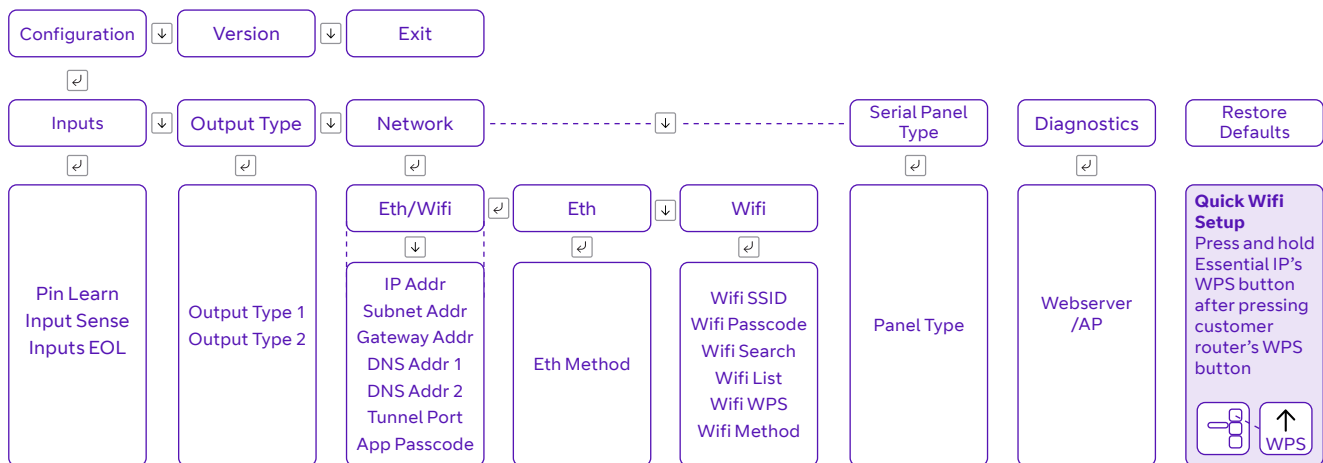 Configuration
Version
Exit
Inputs
Output Type
Network
Serial Panel
Type
Diagnostics
Restore
Defaults
Pin Learn
Input Sense
Inputs EOL
Output Type 1
Output Type 2
Eth/Wifi
IP Addr
Subnet Addr
Gateway Addr
DNS Addr 1
DNS Addr 2
Tunnel Port
App Passcode
Eth
Eth Method
Wifi
Wifi SSID
Wifi Passcode
Wifi Search
Wifi List
Wifi WPS
Wifi Method
Panel Type
Webserver
/AP
Quick Wifi
Setup
Press and hold
Essential IP's
WPS button
after pressing
customer
router's WPS
button
WPS